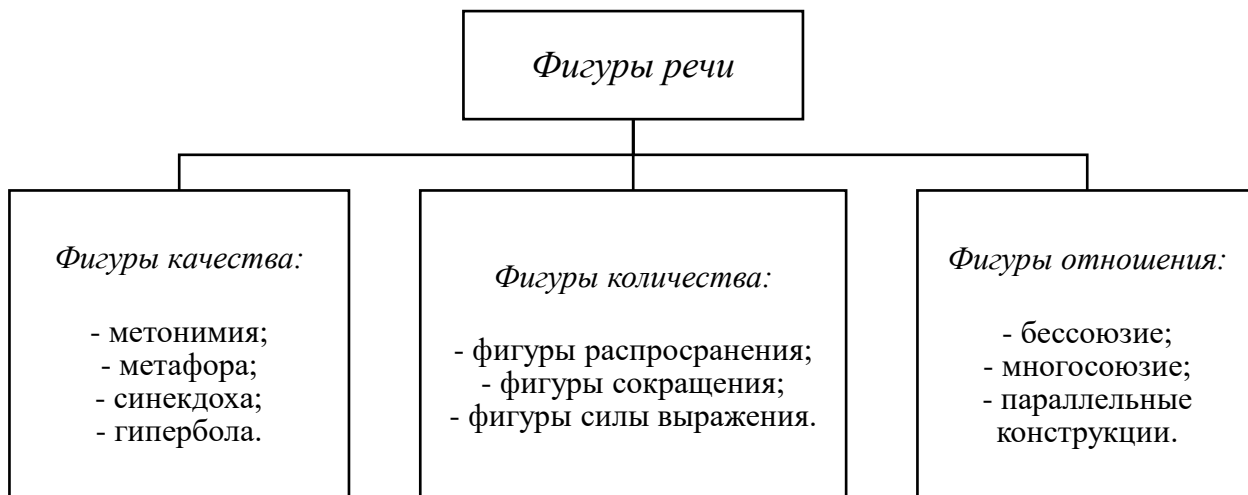 Фигуры речи
Фигуры качества:
- метонимия;
- метафора;
- синекдоха;
- гипербола.
Фигуры количества:
- фигуры распросранения;
- фигуры сокращения;
- фигуры силы выражения.
Фигуры отношения:
- бессоюзие;
- многосоюзие;
- параллельные
конструкции.